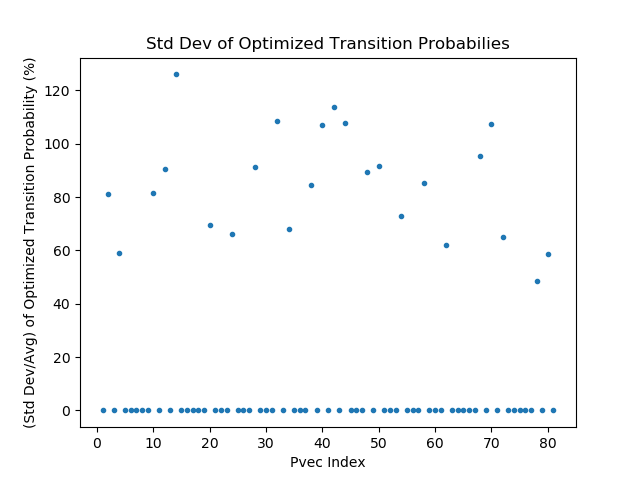 Std Dev of Optimized Transition Probabilies
(Std Dev/Avg) of Optimized Transition Probability (%)
120
100
80
60
40
20
0
0 10 20 30 40 50 60 70 80
Pvec Index